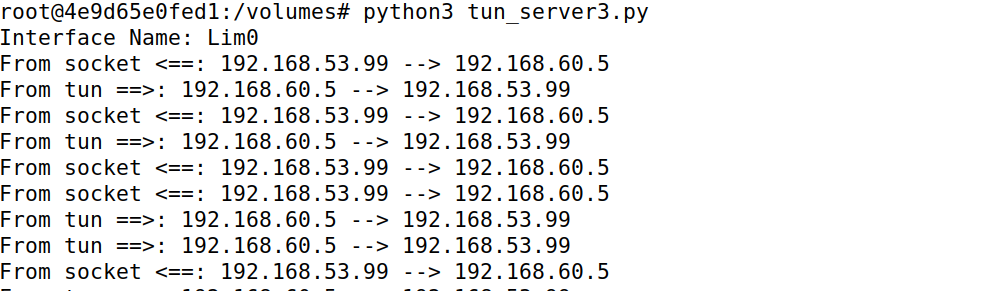 root@4e9d65e0fed1:/volumes# python3 tun_server3.py
Interface Name: Lim0
From socket <==: 192.168.53.99 --> 192.168.60.5
From tun ==>: 192.168.60.5 --> 192.168.53.99
From socket <==: 192.168.53.99 --> 192.168.60.5
From tun ==>: 192.168.60.5 --> 192.168.53.99
From socket <==: 192.168.53.99 --> 192.168.60.5
From socket <==: 192.168.53.99 --> 192.168.60.5
From tun ==>: 192.168.60.5 --> 192.168.53.99
From tun ==>: 192.168.60.5 --> 192.168.53.99
From socket <==: 192.168.53.99 --> 192.168.60.5